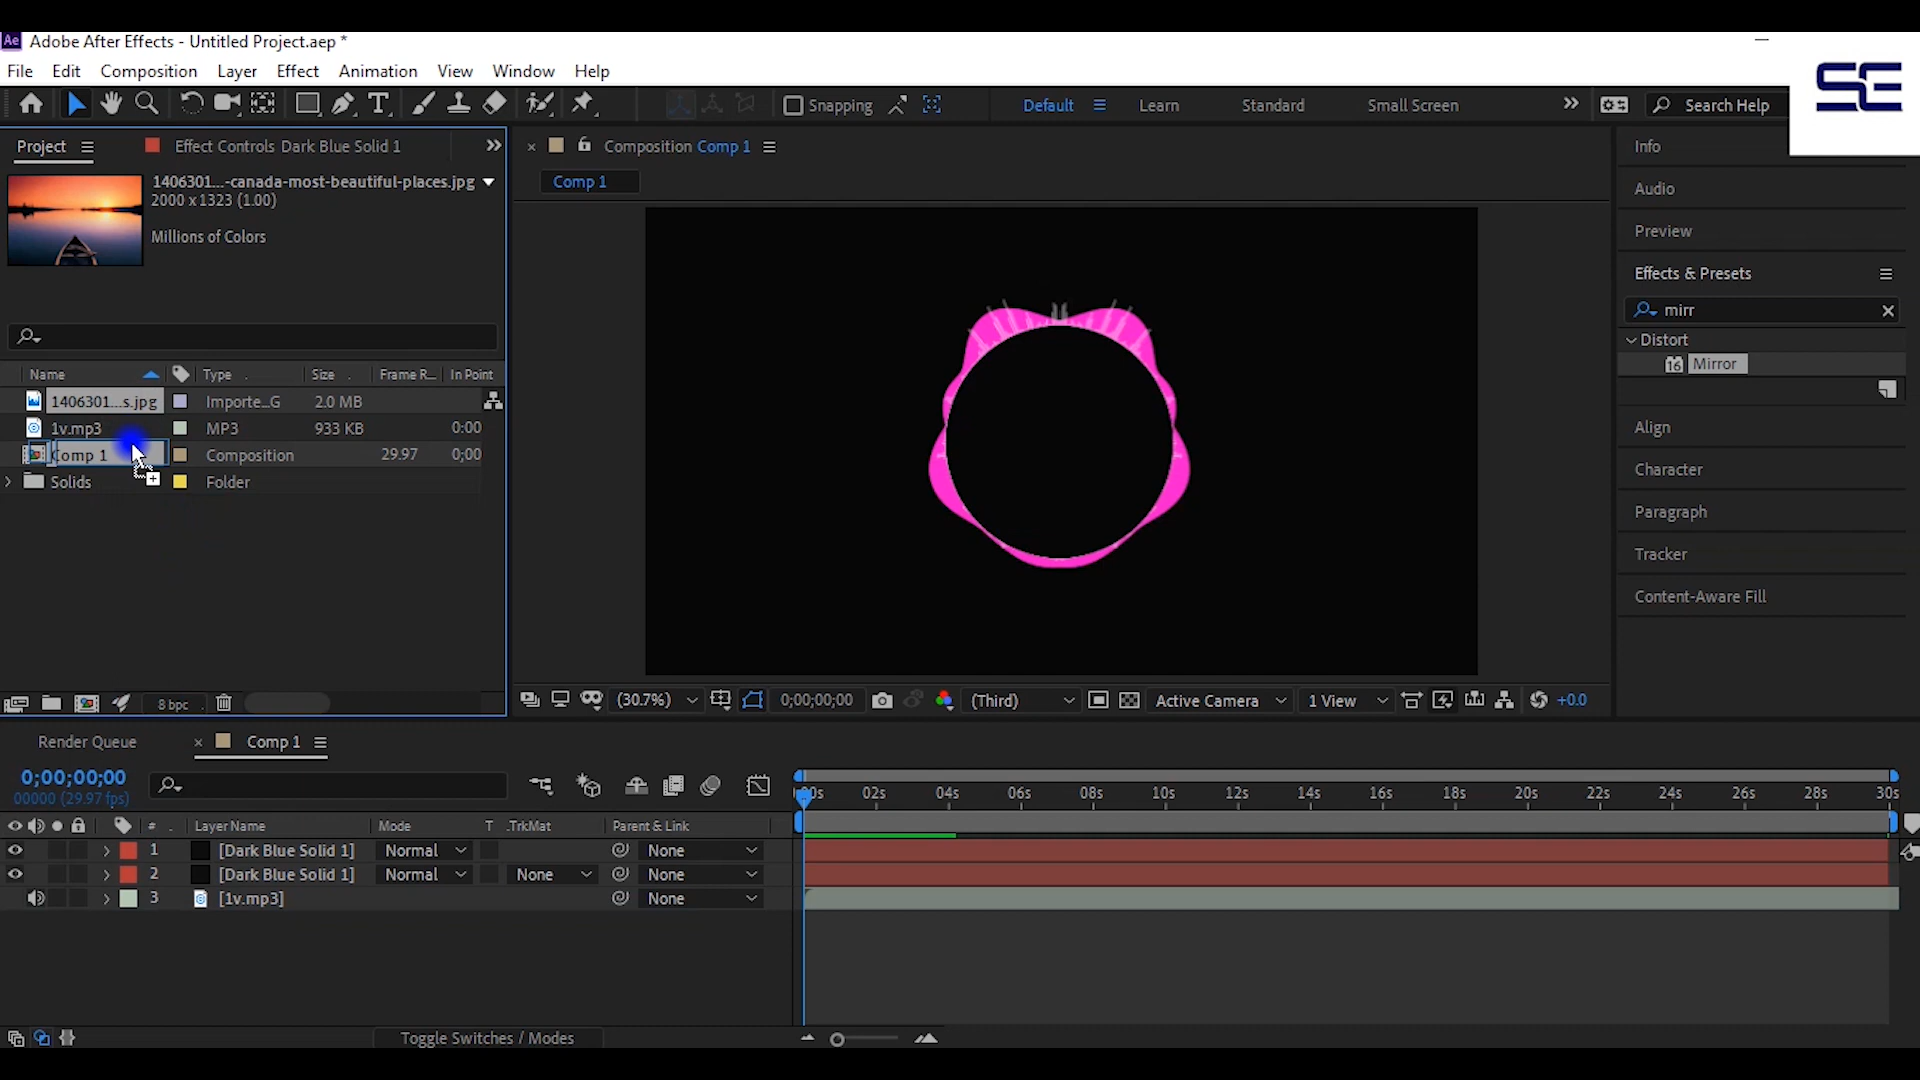 Ae Adobe After Effects - Untitled Project.aep *
File Edit Composition Layer Effect Animation View Window Help
SE
T Snapping Default Learn Standard Small Screen Search Help
Project Effect Controls Dark Blue Solid 1
Composition Comp 1
Comp 1
1406301...-canada-most-beautiful-places.jpg
2000 x 1323 (1.00)
Millions of Colors
Name Type Size Frame R... In Point
1406301...s.jpg Importe...G 2.0 MB
1v.mp3 MP3 933 KB 0:00
Comp 1 Composition 29.97 0;00
Solids Folder
8 bpc
(30.7%) 0;00;00;00 (Third) Active Camera 1 View +0.0
Info
Audio
Preview
Effects & Presets
mirr
Distort
16 Mirror
Align
Character
Paragraph
Tracker
Content-Aware Fill
Render Queue Comp 1
0;00;00;00
00000 (29.97 fps)
00s 02s 04s 06s 08s 10s 12s 14s 16s 18s 20s 22s 24s 26s 28s 30s
# Layer Name Mode T .TrkMat Parent & Link
1 [Dark Blue Solid 1] Normal None
2 [Dark Blue Solid 1] Normal None None
3 [1v.mp3] None
Toggle Switches / Modes